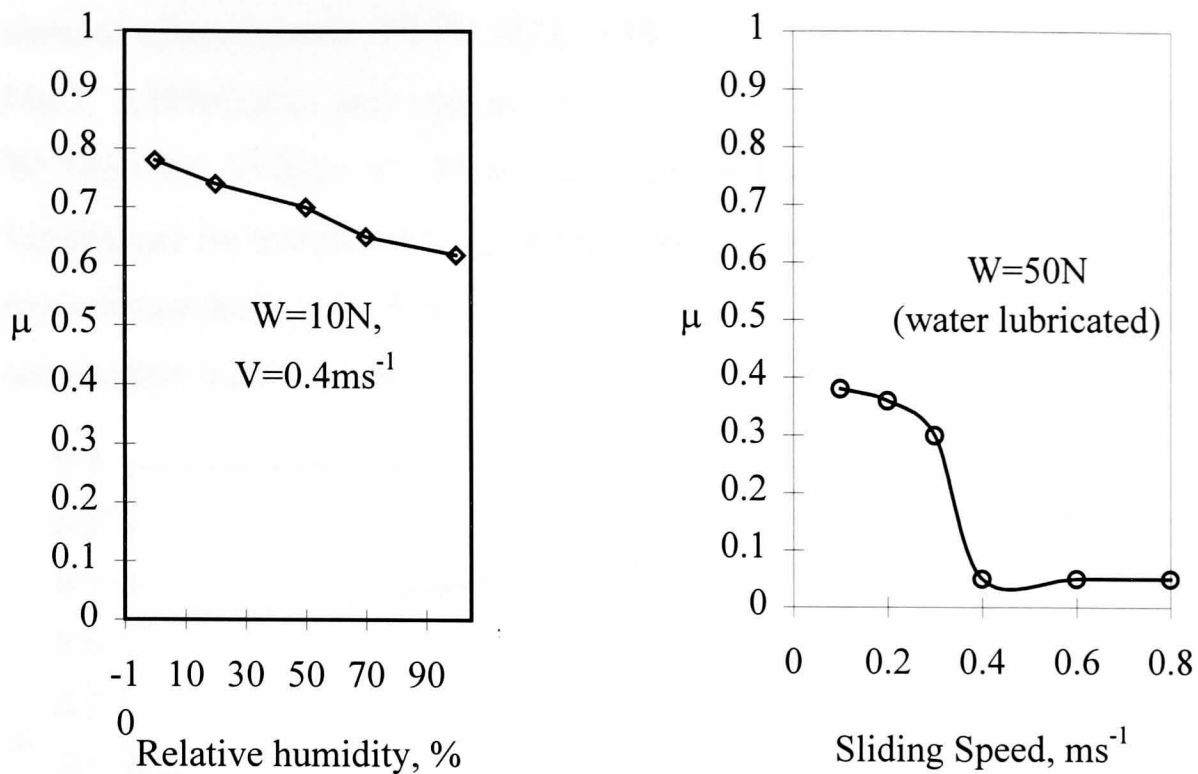 1
0.9
0.8
0.7
0.6
μ 0.5
0.4
0.3
0.2
0.1
0
W=10N,
V=0.4ms⁻¹
-1 10 30 50 70 90
0
Relative humidity, %
1
0.9
0.8
0.7
0.6
μ 0.5
0.4
0.3
0.2
0.1
0
W=50N
(water lubricated)
0 0.2 0.4 0.6 0.8
Sliding Speed, ms⁻¹